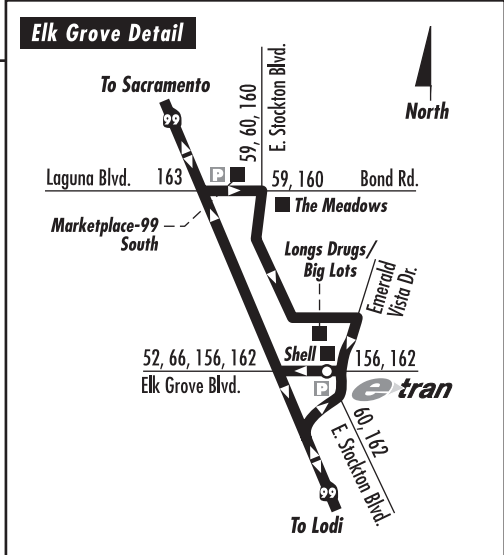 Elk Grove Detail
To Sacramento
99
North
59, 60, 160
E. Stockton Blvd.
P
Laguna Blvd.
163
59, 160
Bond Rd.
The Meadows
Marketplace-99
South
Longs Drugs/
Big Lots
Emerald
Vista Dr.
52, 66, 156, 162
Shell
156, 162
Elk Grove Blvd.
P
e-tran
60, 162
E. Stockton Blvd.
99
To Lodi